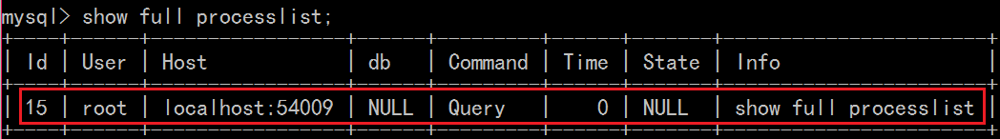 mysql> show full processlist;
+----+------+-----------------+------+---------+------+-------+-----------------------+
| Id | User | Host            | db   | Command | Time | State | Info                  |
+----+------+-----------------+------+---------+------+-------+-----------------------+
| 15 | root | localhost:54009 | NULL | Query   |    0 | NULL  | show full processlist |
+----+------+-----------------+------+---------+------+-------+-----------------------+